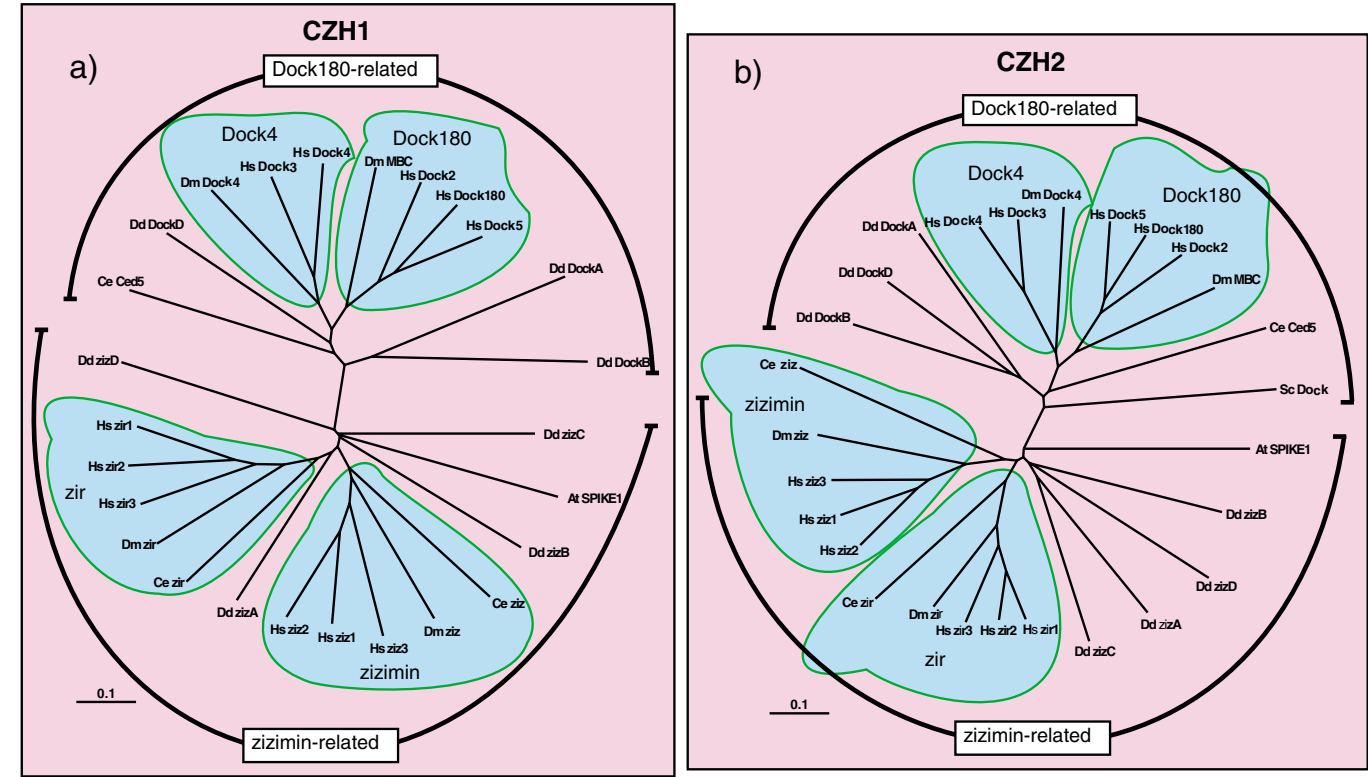 CZH1
a)
Dock180-related
Dock4
Dock180
Hs Dock4
Dm MBC
Hs Dock3
Hs Dock2
Dm Dock4
Hs Dock180
Dd DockD
Hs Dock5
Dd DockA
Ce Ced5
Dd zizD
Dd DockB
Hs zir1
Dd zizC
Hs zir2
zir
Hs zir3
At SPIKE1
Dm zir
Dd zizB
Ce zir
Dd zizA
Ce ziz
Hs ziz2
Hs ziz1
Dm ziz
Hs ziz3
zizimin
0.1
zizimin-related
CZH2
b)
Dock180-related
Dock4
Dock180
Dm Dock4
Hs Dock3
Hs Dock5
Dd DockA
Hs Dock4
Hs Dock180
Hs Dock2
Dd DockD
Dm MBC
Dd DockB
Ce Ced5
Ce ziz
Sc Dock
zizimin
Dm ziz
At SPIKE1
Hs ziz3
Hs ziz1
Dd zizB
Hs ziz2
Dd zizD
Ce zir
Dm zir
Hs zir3
Hs zir2
Hs zir1
Dd zizA
Dd zizC
zir
0.1
zizimin-related